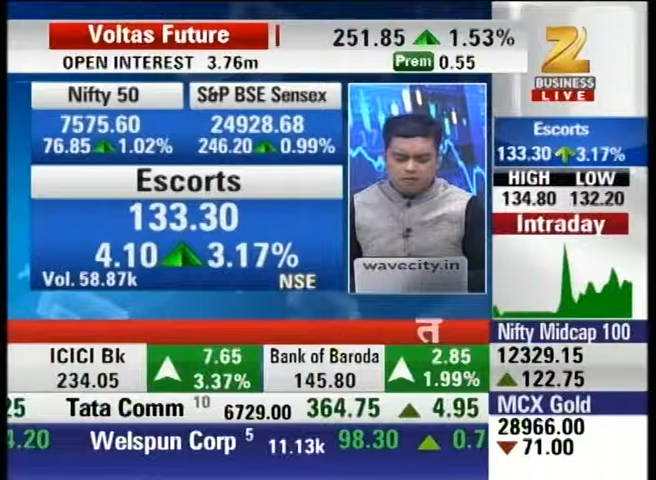 Voltas Future
251.85 1.53%
OPEN INTEREST 3.76m
Prem 0.55
Z
BUSINESS
LIVE
Nifty 50
7575.60
76.85 1.02%
S&P BSE Sensex
24928.68
246.20 0.99%
Escorts
133.30
4.10 3.17%
Vol. 58.87k
NSE
wavecity.in
Escorts
133.30 3.17%
HIGH LOW
134.80 132.20
Intraday
त
ICICI Bk
234.05
7.65
3.37%
Bank of Baroda
145.80
2.85
1.99%
Nifty Midcap 100
12329.15
122.75
MCX Gold
28966.00
71.00
25 Tata Comm 10 6729.00 364.75 4.95
4.20 Welspun Corp 5 11.13k 98.30 0.7